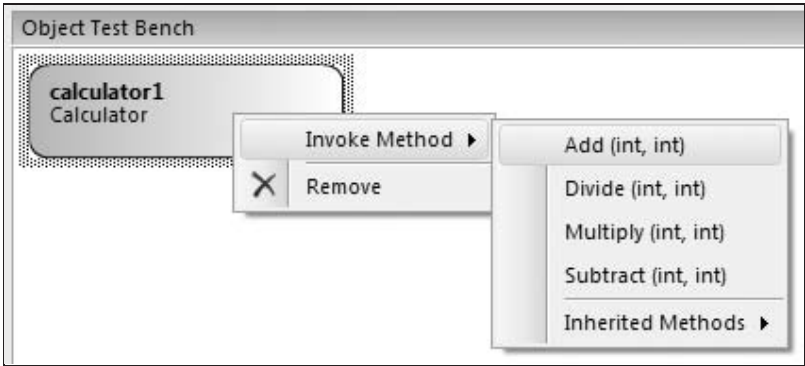 Object Test Bench
calculator1
Calculator
Invoke Method
Remove
Add (int, int)
Divide (int, int)
Multiply (int, int)
Subtract (int, int)
Inherited Methods